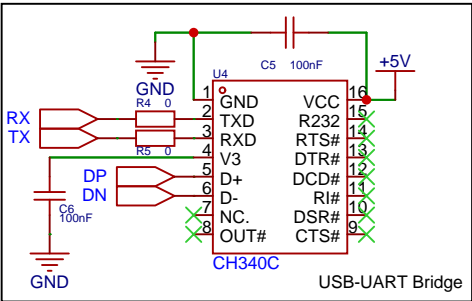 +5V
C5 100nF
GND
U4
R4 0
RX
TX
R5 0
DP
DN
C6
100nF
GND
1 GND VCC 16
2 TXD R232 15
3 RXD RTS# 14
4 V3 DTR# 13
5 D+ DCD# 12
6 D- RI# 11
7 NC. DSR# 10
8 OUT# CTS# 9
CH340C
USB-UART Bridge